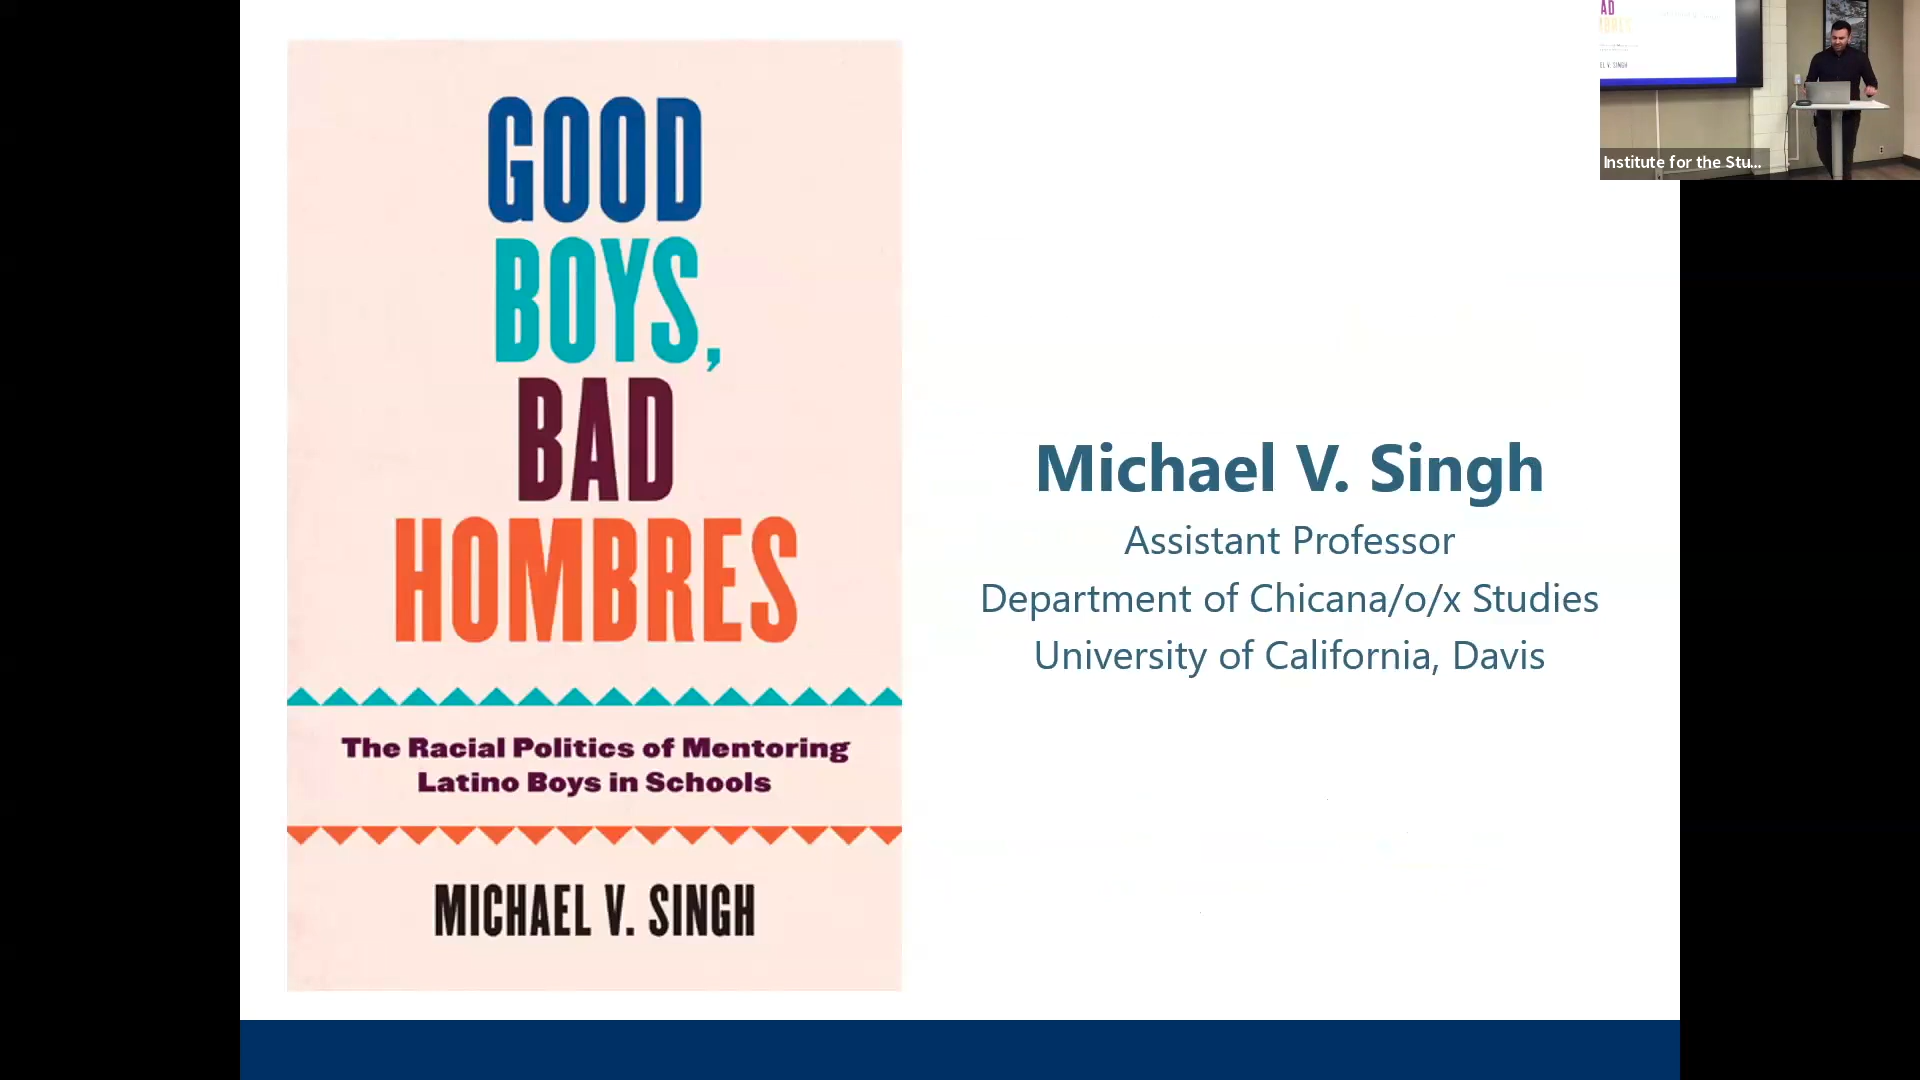 GOOD
BOYS,
BAD
HOMBRES
The Racial Politics of Mentoring
Latino Boys in Schools
MICHAEL V. SINGH
Michael V. Singh
Assistant Professor
Department of Chicana/o/x Studies
University of California, Davis
AD
Institute for the Stu...